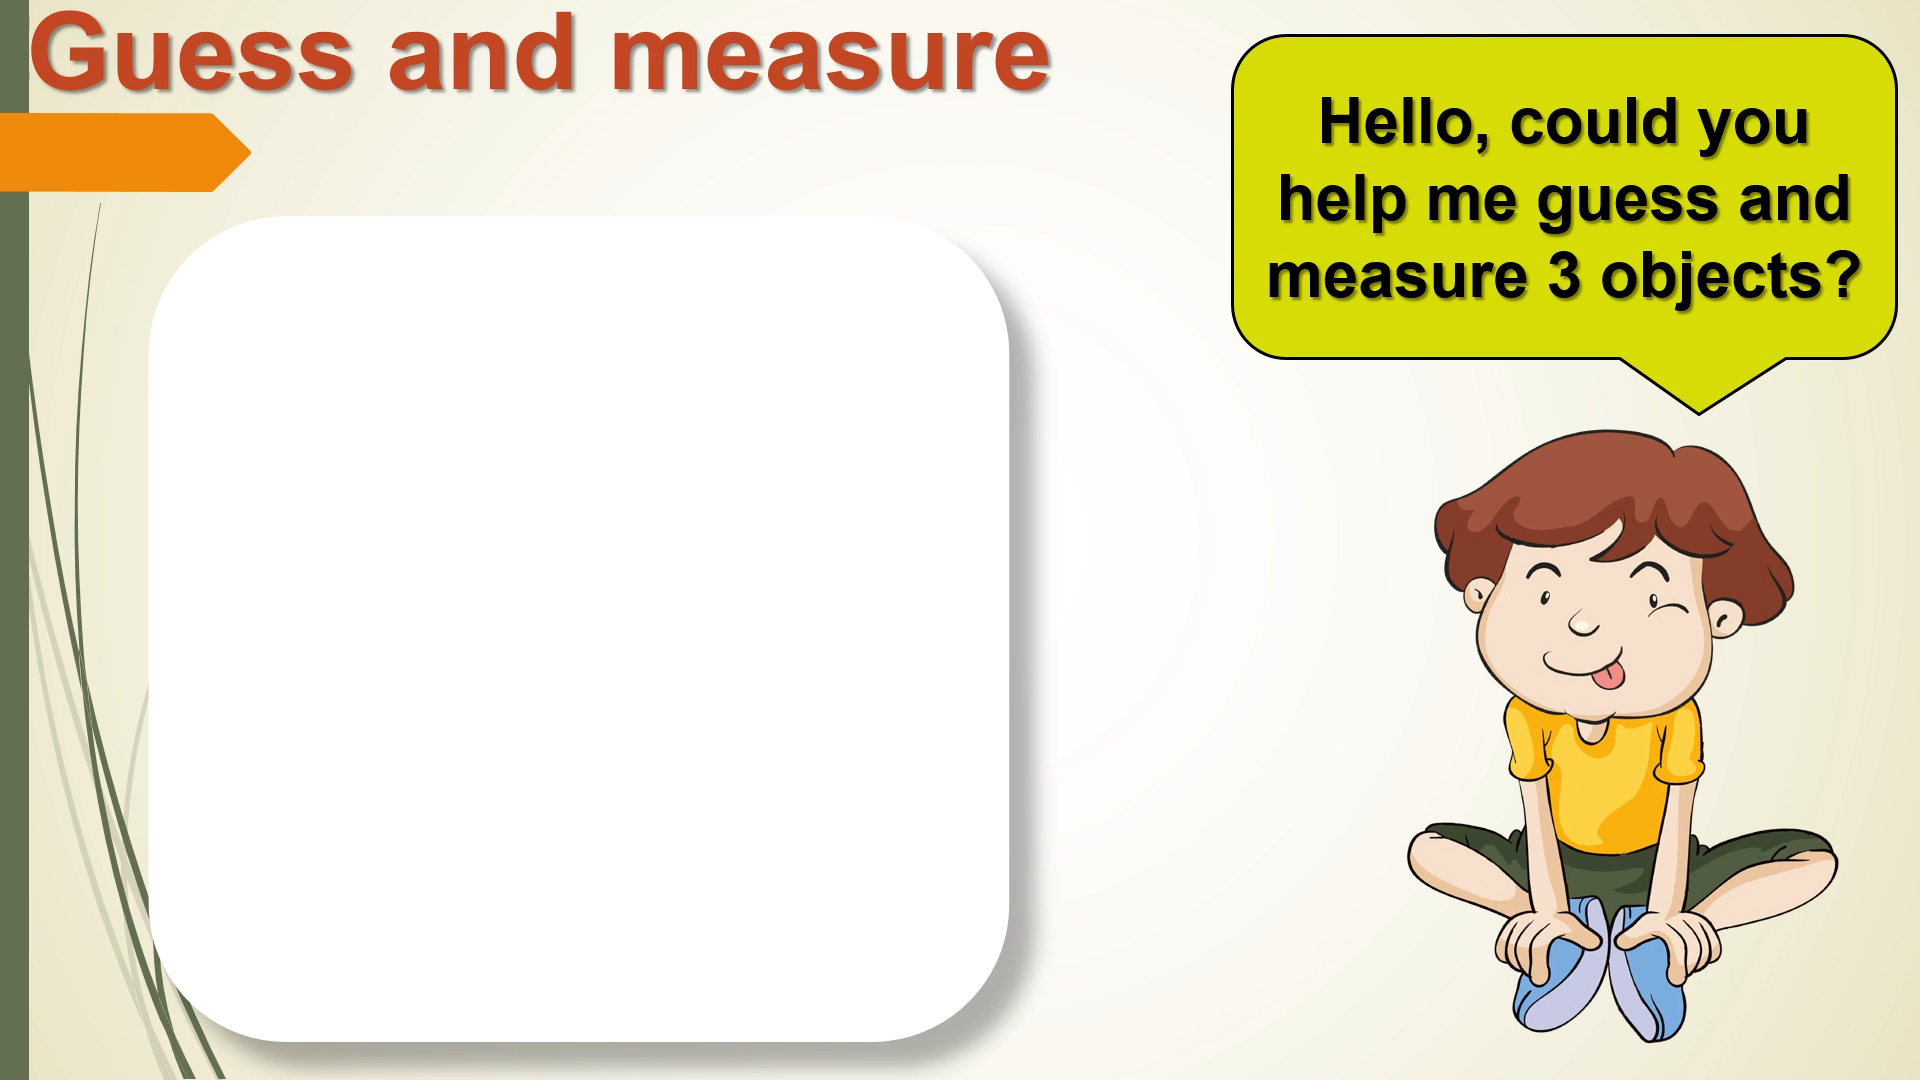 Guess and measure
Hello, could you
help me guess and
measure 3 objects?